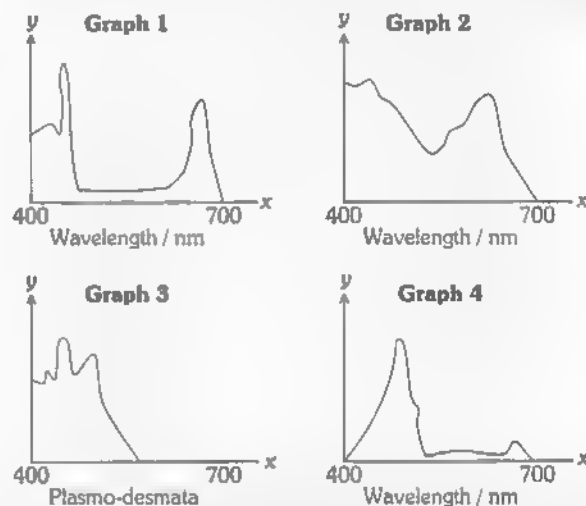 Graph 1
y
x
400 700
Wavelength / nm
Graph 2
y
x
400 700
Wavelength / nm
Graph 3
y
x
400 700
Plasmo-desmata
Graph 4
y
x
400 700
Wavelength / nm